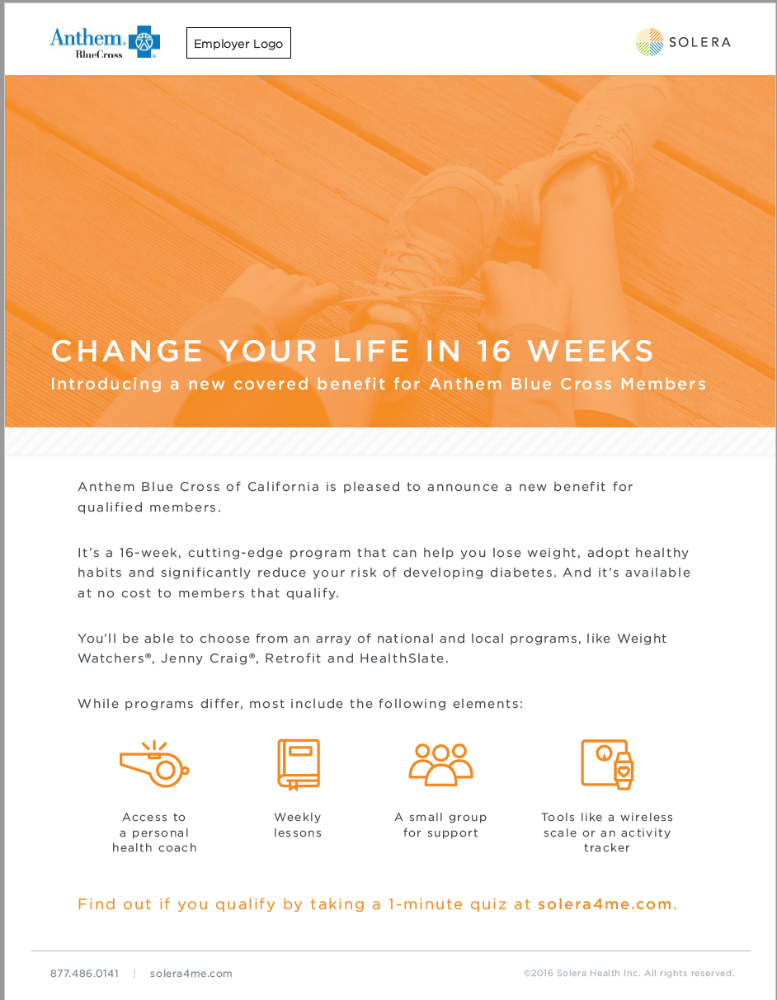 Anthem®
BlueCross
®
Employer Logo
SOLERA
CHANGE YOUR LIFE IN 16 WEEKS
Introducing a new covered benefit for Anthem Blue Cross Members
Anthem Blue Cross of California is pleased to announce a new benefit for
qualified members.
It’s a 16-week, cutting-edge program that can help you lose weight, adopt healthy
habits and significantly reduce your risk of developing diabetes. And it’s available
at no cost to members that qualify.
You’ll be able to choose from an array of national and local programs, like Weight
Watchers®, Jenny Craig®, Retrofit and HealthSlate.
While programs differ, most include the following elements:
Access to
a personal
health coach
Weekly
lessons
A small group
for support
Tools like a wireless
scale or an activity
tracker
Find out if you qualify by taking a 1-minute quiz at solera4me.com.
877.486.0141 | solera4me.com
©2016 Solera Health Inc. All rights reserved.